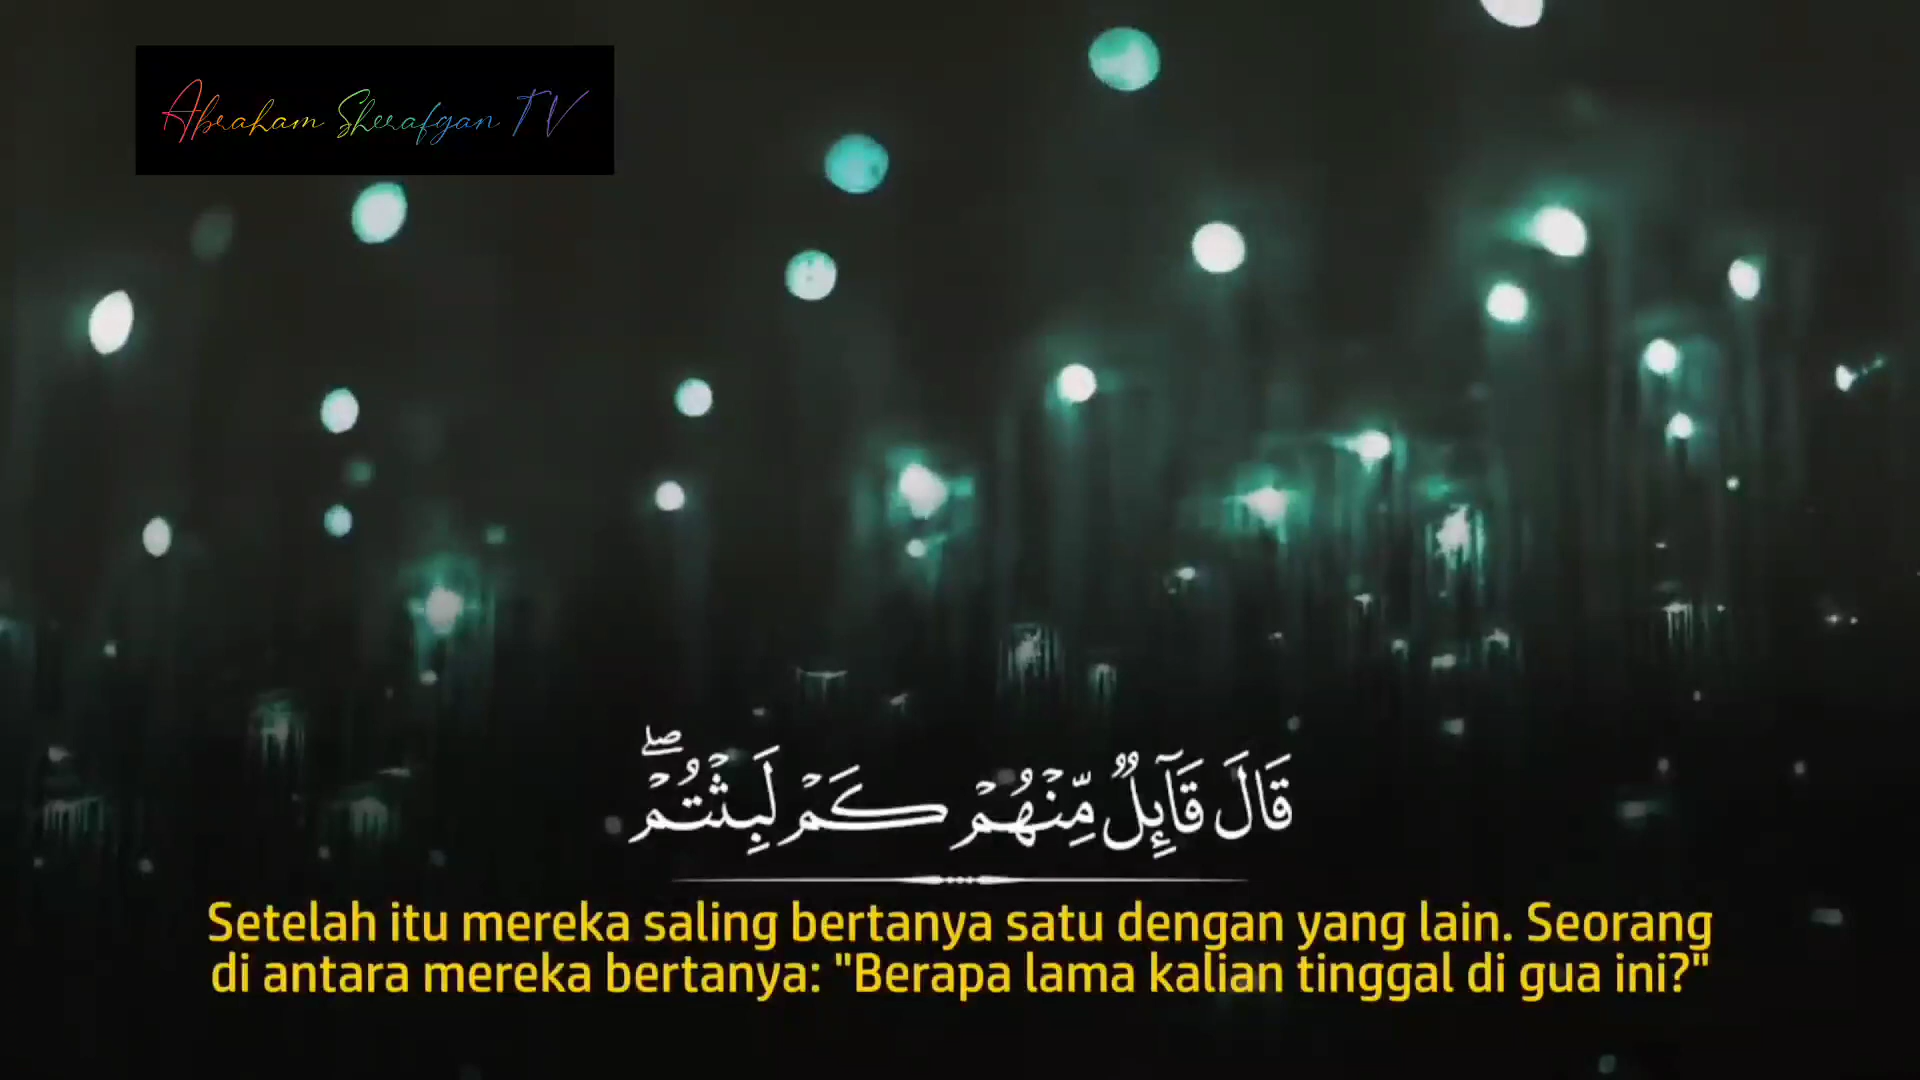 Abraham Sherafgan TV
قَالَ قَآئِلٌ مِّنْهُمْ كَمْ لَبِثْتُمْ ۖ
Setelah itu mereka saling bertanya satu dengan yang lain. Seorang
di antara mereka bertanya: "Berapa lama kalian tinggal di gua ini?"